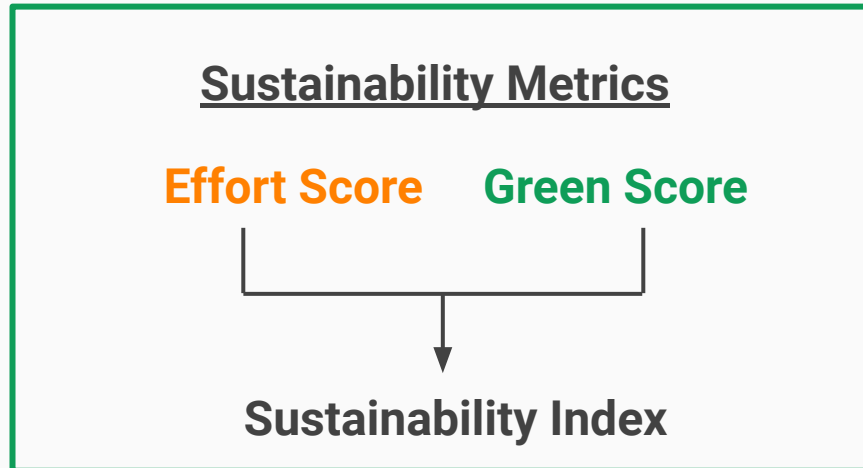 Sustainability Metrics
Effort Score Green Score
Sustainability Index